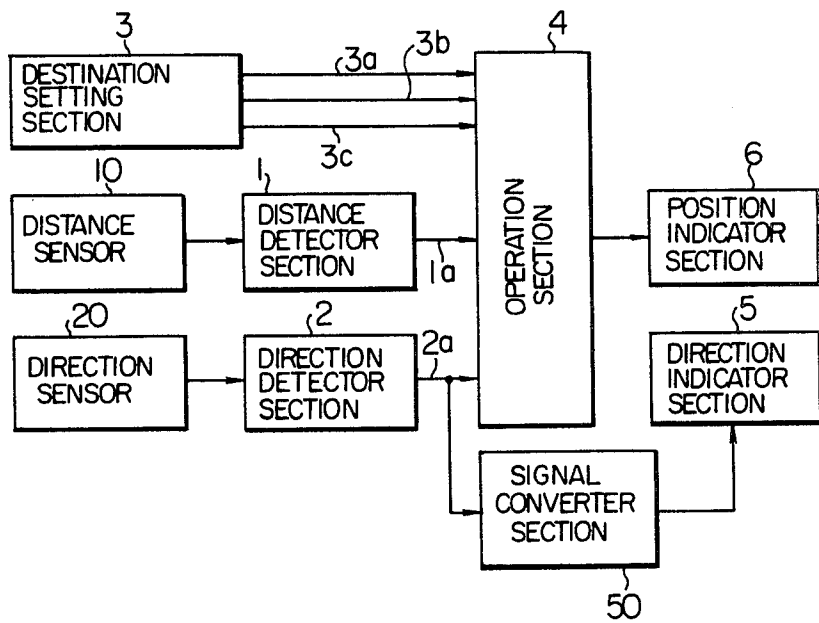 3
DESTINATION
SETTING
SECTION
3a
3b
3c
4
OPERATION
SECTION
10
DISTANCE
SENSOR
1
DISTANCE
DETECTOR
SECTION
1a
6
POSITION
INDICATOR
SECTION
20
DIRECTION
SENSOR
2
DIRECTION
DETECTOR
SECTION
2a
5
DIRECTION
INDICATOR
SECTION
SIGNAL
CONVERTER
SECTION
50